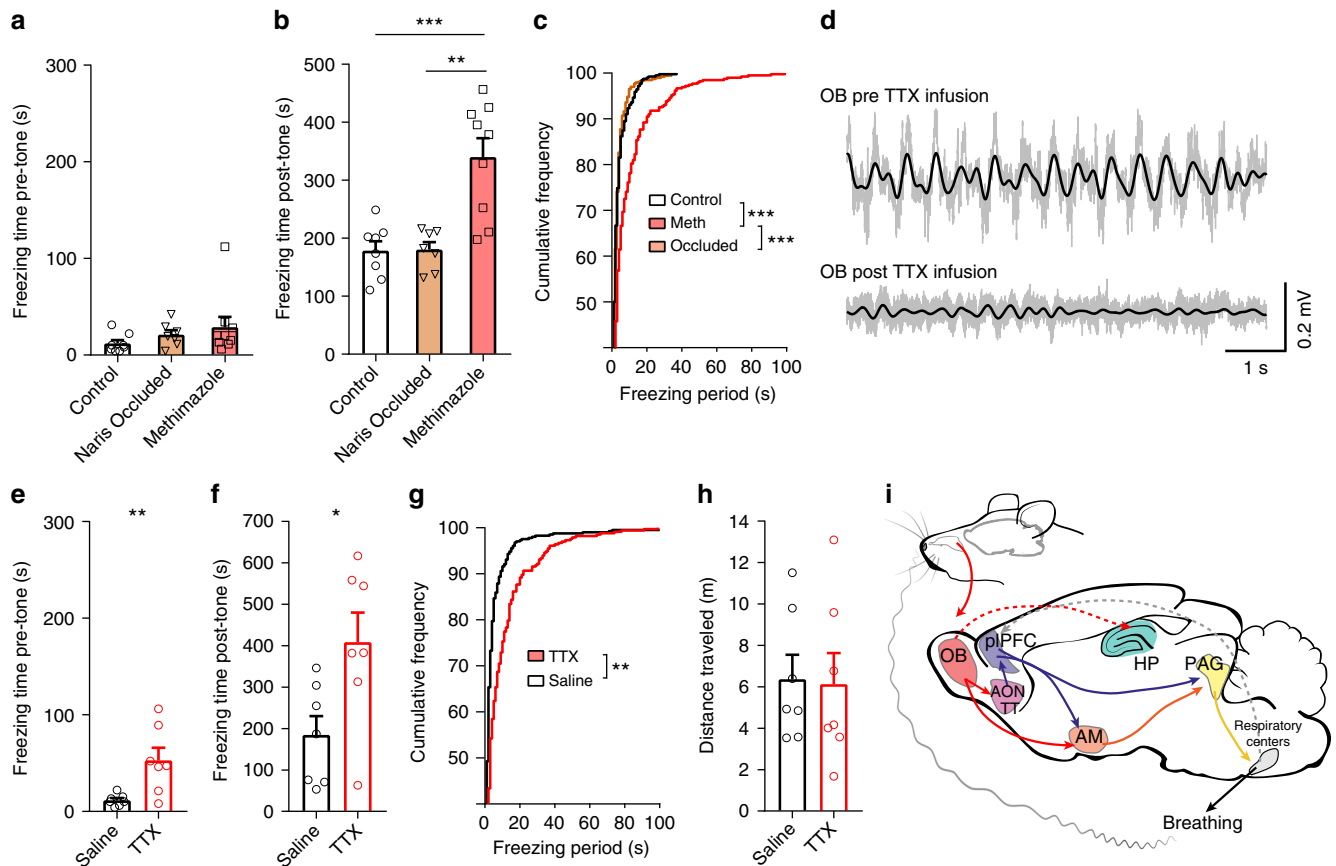 a
Freezing time pre-tone (s)
300
200
100
0
Control
Naris Occluded
Methimazole
b
***
**
Freezing time post-tone (s)
500
400
300
200
100
0
Control
Naris Occluded
Methimazole
c
Cumulative frequency
100
90
80
70
60
50
Control
Meth
Occluded
***
***
0 20 40 60 80 100
Freezing period (s)
d
OB pre TTX infusion
OB post TTX infusion
0.2 mV
1 s
e
**
Freezing time pre-tone (s)
300
200
100
0
Saline
TTX
f
*
Freezing time post-tone (s)
700
600
500
400
300
200
100
0
Saline
TTX
g
Cumulative frequency
100
90
80
70
60
50
TTX
Saline
**
0 20 40 60 80 100
Freezing period (s)
h
Distance traveled (m)
14
12
10
8
6
4
2
0
Saline
TTX
i
OB
plPFC
AON
TT
HP
PAG
AM
Respiratory
centers
Breathing